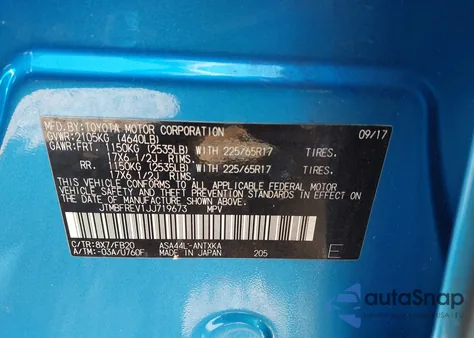 MFD.BY:TOYOTA MOTOR CORPORATION 09/17
GVWR:2105KG (4640LB)
GAWR:FRT. 1150KG (2535LB) WITH 225/65R17 TIRES.
17X6 1/2J RIMS.
RR. 1150KG (2535LB) WITH 225/65R17 TIRES.
17X6 1/2J RIMS.
THIS VEHICLE CONFORMS TO ALL APPLICABLE FEDERAL MOTOR
VEHICLE SAFETY AND THEFT PREVENTION STANDARDS IN
EFFECT ON THE DATE OF MANUFACTURE SHOWN ABOVE.
JTMBFREV1JJ719673 MPV
C/TR:8X7/FB20 ASA44L-ANTXKA
A/TM:-03A/U760F MADE IN JAPAN 205 E
autoSnap